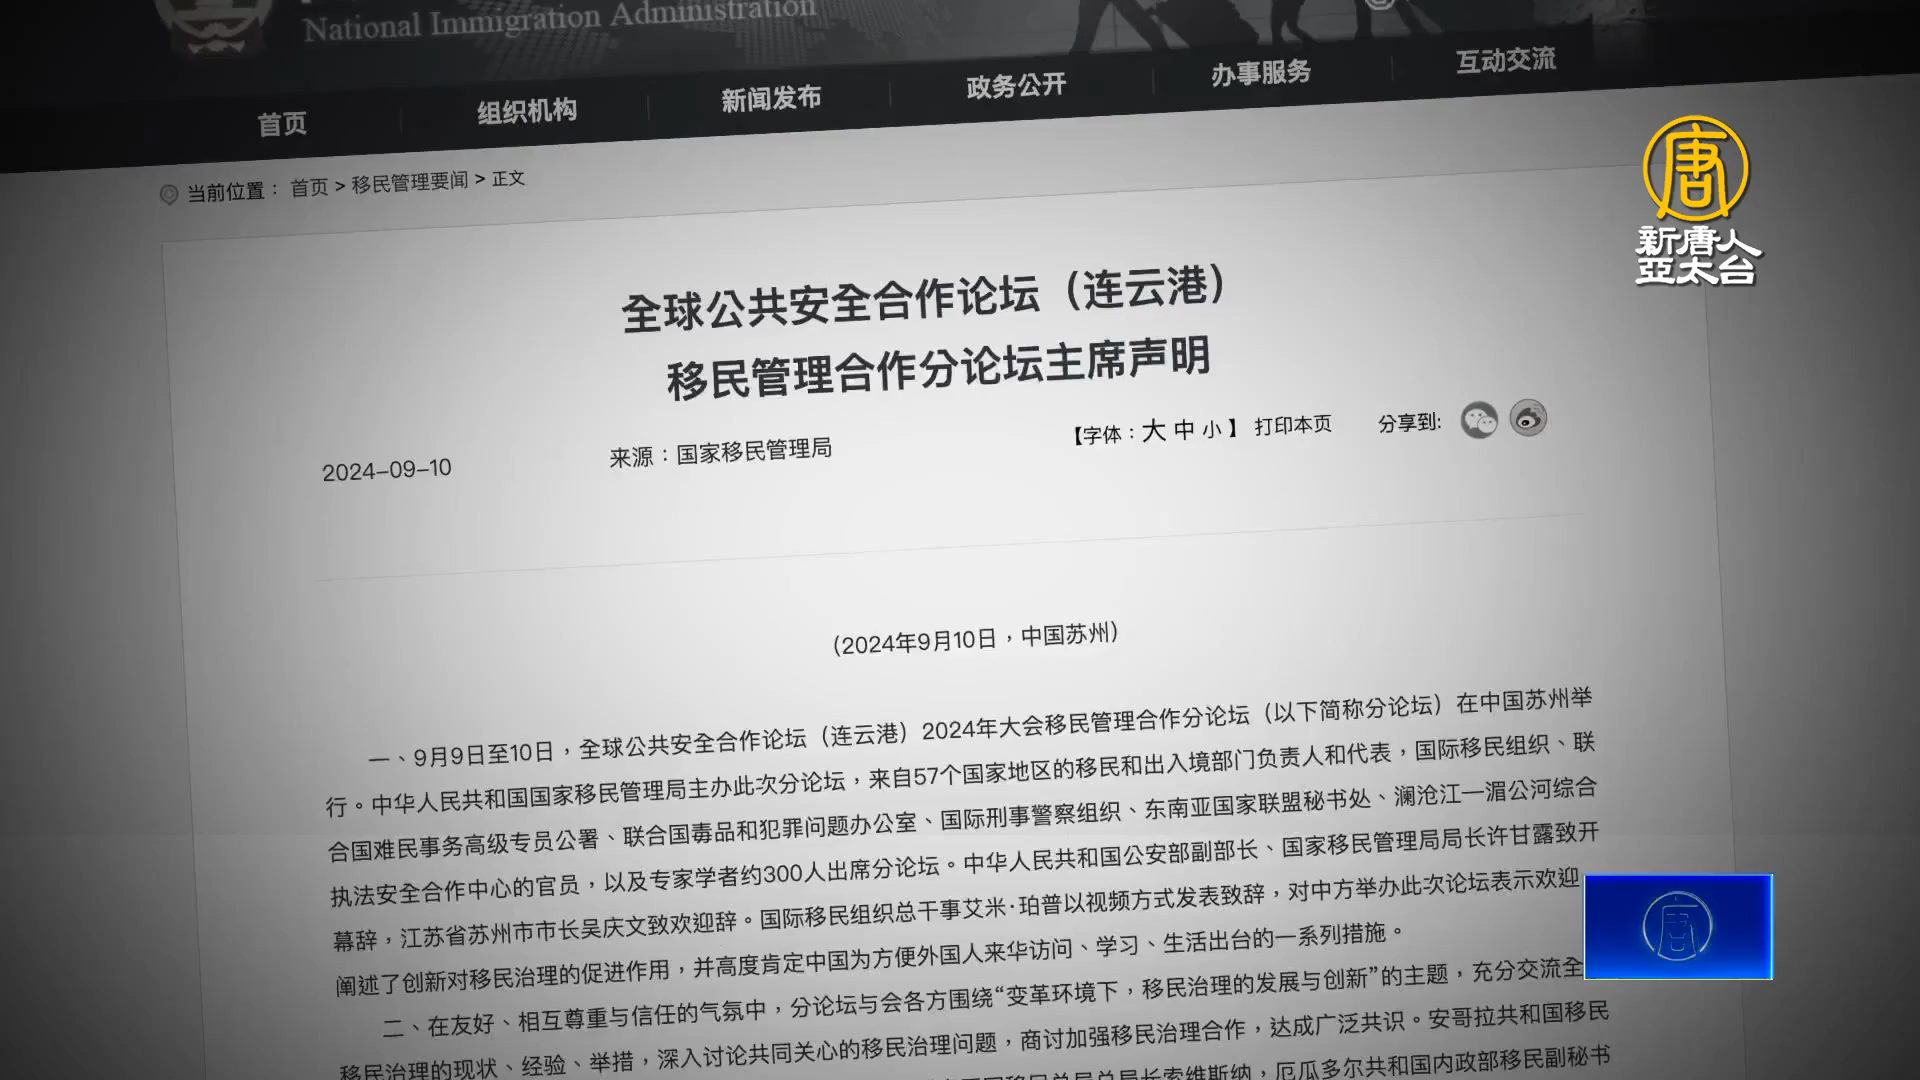 National Immigration Administration
首页
组织机构
新闻发布
政务公开
办事服务
互动交流
当前位置： 首页 > 移民管理要闻 > 正文
唐
新唐人
亞太台
全球公共安全合作论坛（连云港）
移民管理合作分论坛主席声明
2024-09-10
来源：国家移民管理局
【字体：大 中 小 】 打印本页
分享到:
（2024年9月10日，中国苏州）
一、9月9日至10日，全球公共安全合作论坛（连云港）2024年大会移民管理合作分论坛（以下简称分论坛）在中国苏州举
行。中华人民共和国国家移民管理局主办此次分论坛，来自57个国家地区的移民和出入境部门负责人和代表，国际移民组织、联
合国难民事务高级专员公署、联合国毒品和犯罪问题办公室、国际刑事警察组织、东南亚国家联盟秘书处、澜沧江—湄公河综合
执法安全合作中心的官员，以及专家学者约300人出席分论坛。中华人民共和国公安部副部长、国家移民管理局局长许甘露致开
幕辞，江苏省苏州市市长吴庆文致欢迎辞。国际移民组织总干事艾米·珀普以视频方式发表致辞，对中方举办此次论坛表示欢迎
阐述了创新对移民治理的促进作用，并高度肯定中国为方便外国人来华访问、学习、生活出台的一系列措施。
二、在友好、相互尊重与信任的气氛中，分论坛与会各方围绕“变革环境下，移民治理的发展与创新”的主题，充分交流全
移民治理的现状、经验、举措，深入讨论共同关心的移民治理问题，商讨加强移民治理合作，达成广泛共识。安哥拉共和国移民
总局总局长索维斯纳，厄瓜多尔共和国内政部移民副秘书
唐